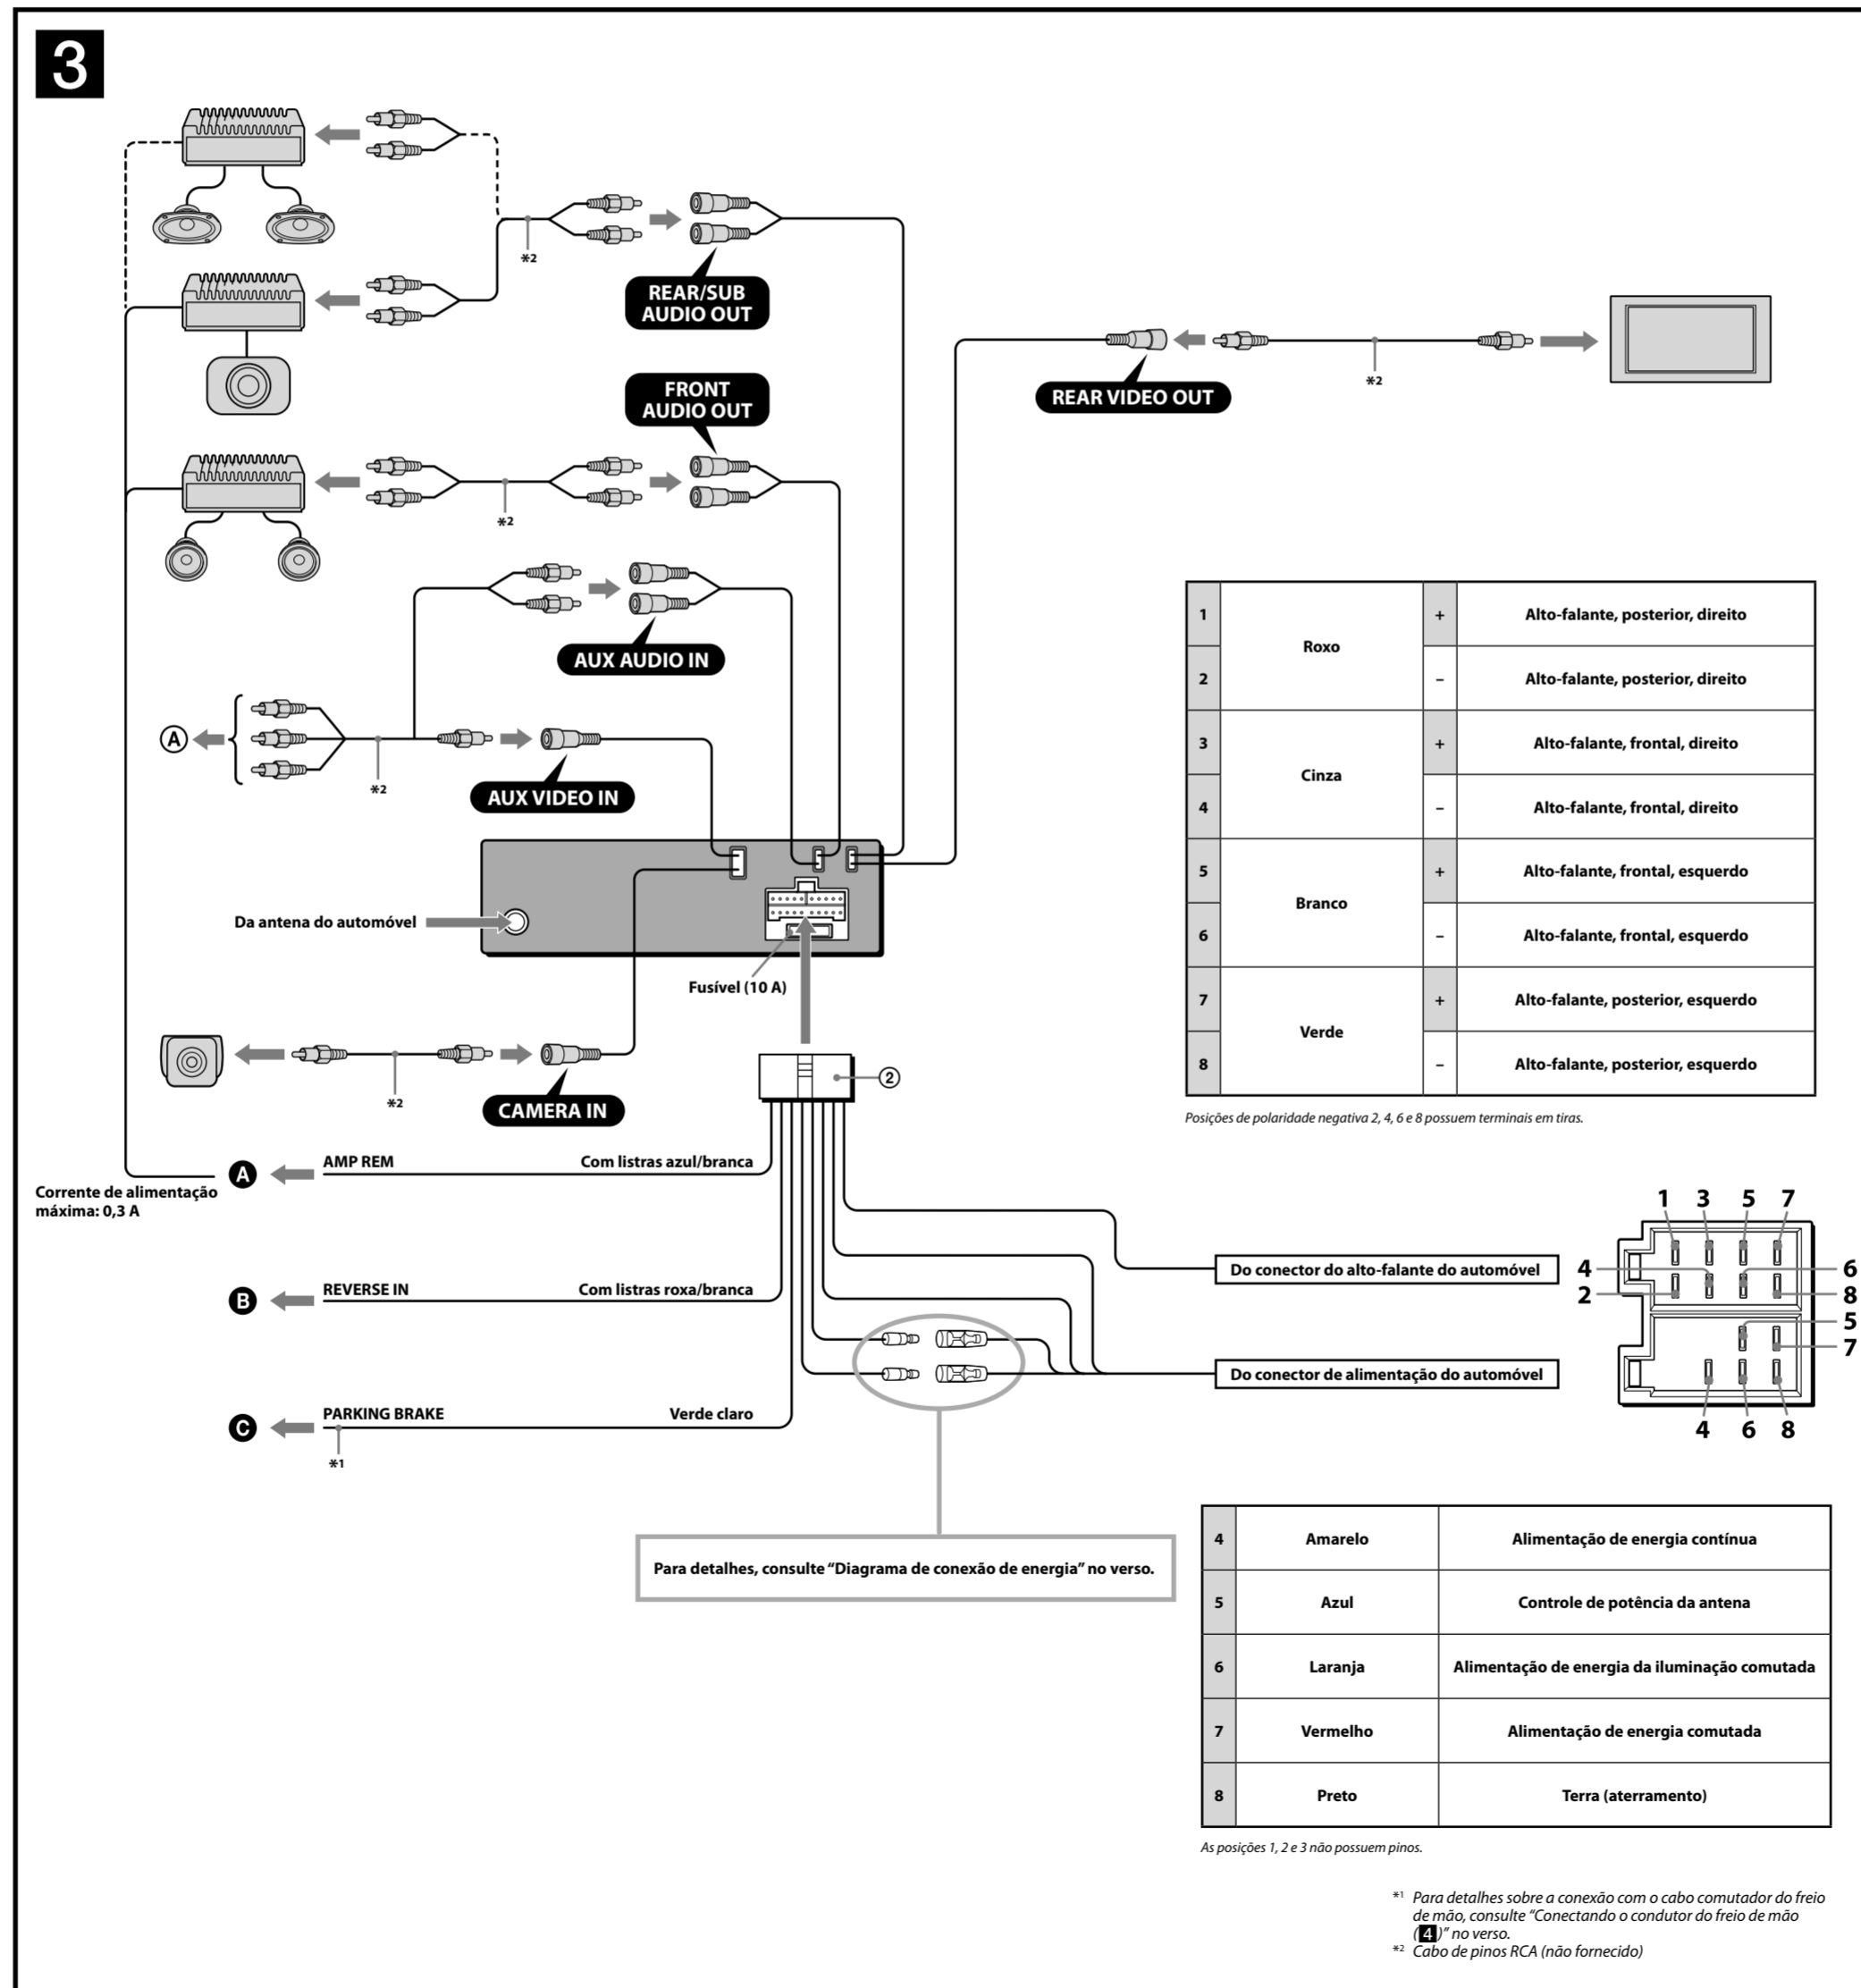 3
*2
REAR/SUB
AUDIO OUT
FRONT
AUDIO OUT
REAR VIDEO OUT
*2
*2
AUX AUDIO IN
A
*2
AUX VIDEO IN
Da antena do automóvel
Fusível (10 A)
*2
CAMERA IN
2
Corrente de alimentação
máxima: 0,3 A
A AMP REM Com listras azul/branca
B REVERSE IN Com listras roxa/branca
C PARKING BRAKE Verde claro
*1
Do conector do alto-falante do automóvel
Do conector de alimentação do automóvel
Para detalhes, consulte “Diagrama de conexão de energia” no verso.
1 Roxo + Alto-falante, posterior, direito
2 – Alto-falante, posterior, direito
3 Cinza + Alto-falante, frontal, direito
4 – Alto-falante, frontal, direito
5 Branco + Alto-falante, frontal, esquerdo
6 – Alto-falante, frontal, esquerdo
7 Verde + Alto-falante, posterior, esquerdo
8 – Alto-falante, posterior, esquerdo
Posições de polaridade negativa 2, 4, 6 e 8 possuem terminais em tiras.
1 3 5 7
4 6
2 8
5
7
4 6 8
4 Amarelo Alimentação de energia contínua
5 Azul Controle de potência da antena
6 Laranja Alimentação de energia da iluminação comutada
7 Vermelho Alimentação de energia comutada
8 Preto Terra (aterramento)
As posições 1, 2 e 3 não possuem pinos.
*1 Para detalhes sobre a conexão com o cabo comutador do freio
de mão, consulte “Conectando o condutor do freio de mão
(4)” no verso.
*2 Cabo de pinos RCA (não fornecido)